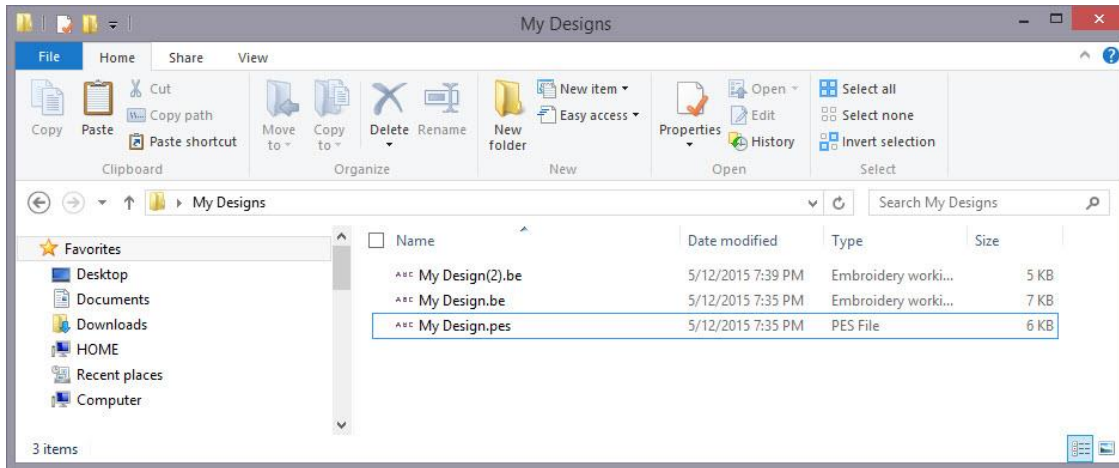 My Designs
File Home Share View
Copy
Paste
Cut
Copy path
Paste shortcut
Clipboard
Move to
Copy to
Delete
Rename
Organize
New folder
New item
Easy access
New
Properties
Open
Edit
History
Open
Select all
Select none
Invert selection
Select
My Designs
Search My Designs
Favorites
Desktop
Documents
Downloads
HOME
Recent places
Computer
Name Date modified Type Size
ABC My Design(2).be 5/12/2015 7:39 PM Embroidery worki... 5 KB
ABC My Design.be 5/12/2015 7:35 PM Embroidery worki... 7 KB
ABC My Design.pes 5/12/2015 7:35 PM PES File 6 KB
3 items